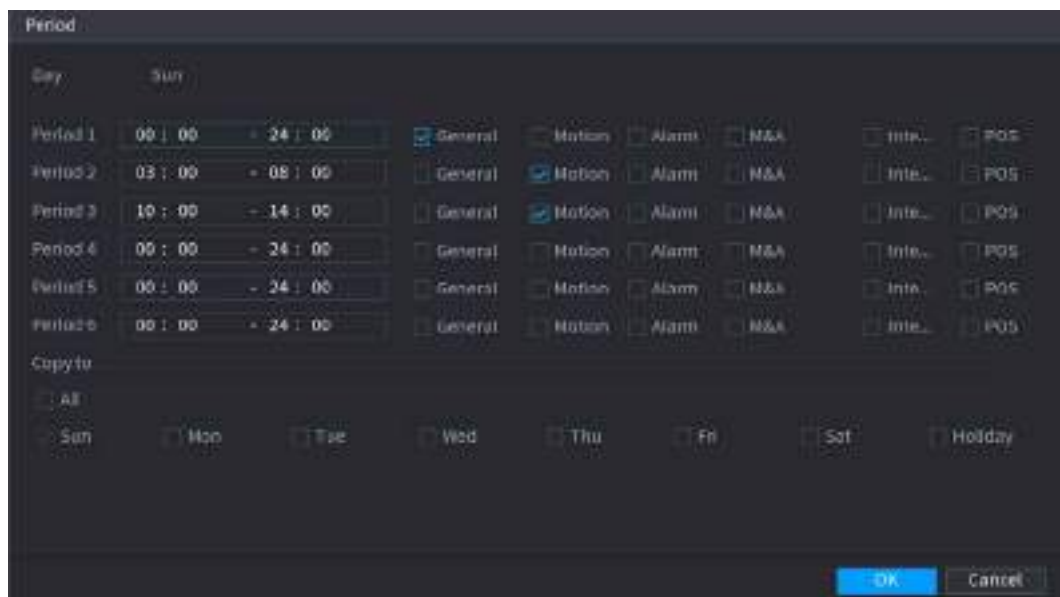 Period
Day Sun
Period 1 00 : 00 - 24 : 00 General Motion Alarm M&A Inte... POS
Period 2 03 : 00 - 08 : 00 General Motion Alarm M&A Inte... POS
Period 3 10 : 00 - 14 : 00 General Motion Alarm M&A Inte... POS
Period 4 00 : 00 - 24 : 00 General Motion Alarm M&A Inte... POS
Period 5 00 : 00 - 24 : 00 General Motion Alarm M&A Inte... POS
Period 6 00 : 00 - 24 : 00 General Motion Alarm M&A Inte... POS
Copy to
All
Sun Mon Tue Wed Thu Fri Sat Holiday
OK Cancel